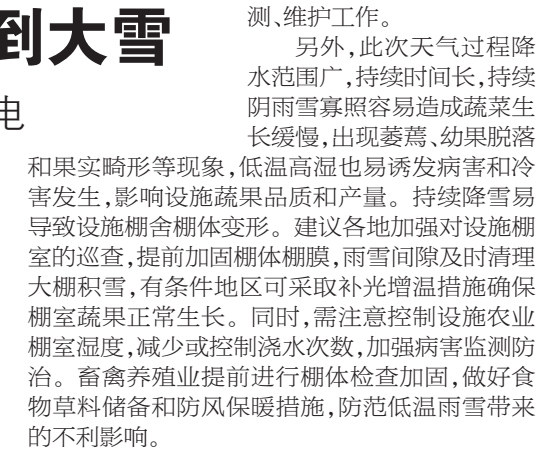 到大雪
电
测、维护工作。
另外，此次天气过程降
水范围广，持续时间长，持续
阴雨雪寡照容易造成蔬菜生
长缓慢，出现萎蔫、幼果脱落
和果实畸形等现象，低温高湿也易诱发病害和冷
害发生，影响设施蔬果品质和产量。持续降雪易
导致设施棚舍棚体变形。建议各地加强对设施棚
室的巡查，提前加固棚体棚膜，雨雪间隙及时清理
大棚积雪，有条件地区可采取补光增温措施确保
棚室蔬果正常生长。同时，需注意控制设施农业
棚室湿度，减少或控制浇水次数，加强病害监测防
治。畜禽养殖业提前进行棚体检查加固，做好食
物草料储备和防风保暖措施，防范低温雨雪带来
的不利影响。